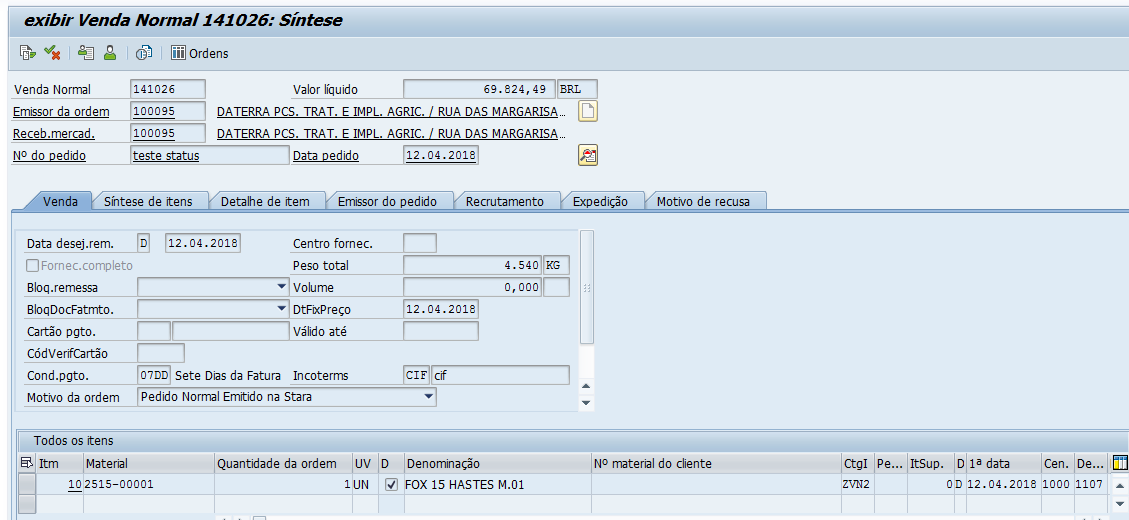 exibir Venda Normal 141026: Síntese
Ordens
Venda Normal 141026 Valor líquido 69.824,49 BRL
Emissor da ordem 100095 DATERRA PCS. TRAT. E IMPL. AGRIC. / RUA DAS MARGARISA…
Receb.mercad. 100095 DATERRA PCS. TRAT. E IMPL. AGRIC. / RUA DAS MARGARISA…
Nº do pedido teste status Data pedido 12.04.2018
Venda Síntese de itens Detalhe de item Emissor do pedido Recrutamento Expedição Motivo de recusa
Data desej.rem. D 12.04.2018 Centro fornec.
Fornec.completo Peso total 4.540 KG
Bloq.remessa Volume 0,000
BloqDocFatmto. DtFixPreço 12.04.2018
Cartão pgto. Válido até
CódVerifCartão
Cond.pgto. 07DD Sete Dias da Fatura Incoterms CIF cif
Motivo da ordem Pedido Normal Emitido na Stara
Todos os itens
Itm Material Quantidade da ordem UV D Denominação Nº material do cliente CtgI Pe... ItSup. D 1ª data Cen. De...
10 2515-00001 1 UN FOX 15 HASTES M.01 ZVN2 0 D 12.04.2018 1000 1107